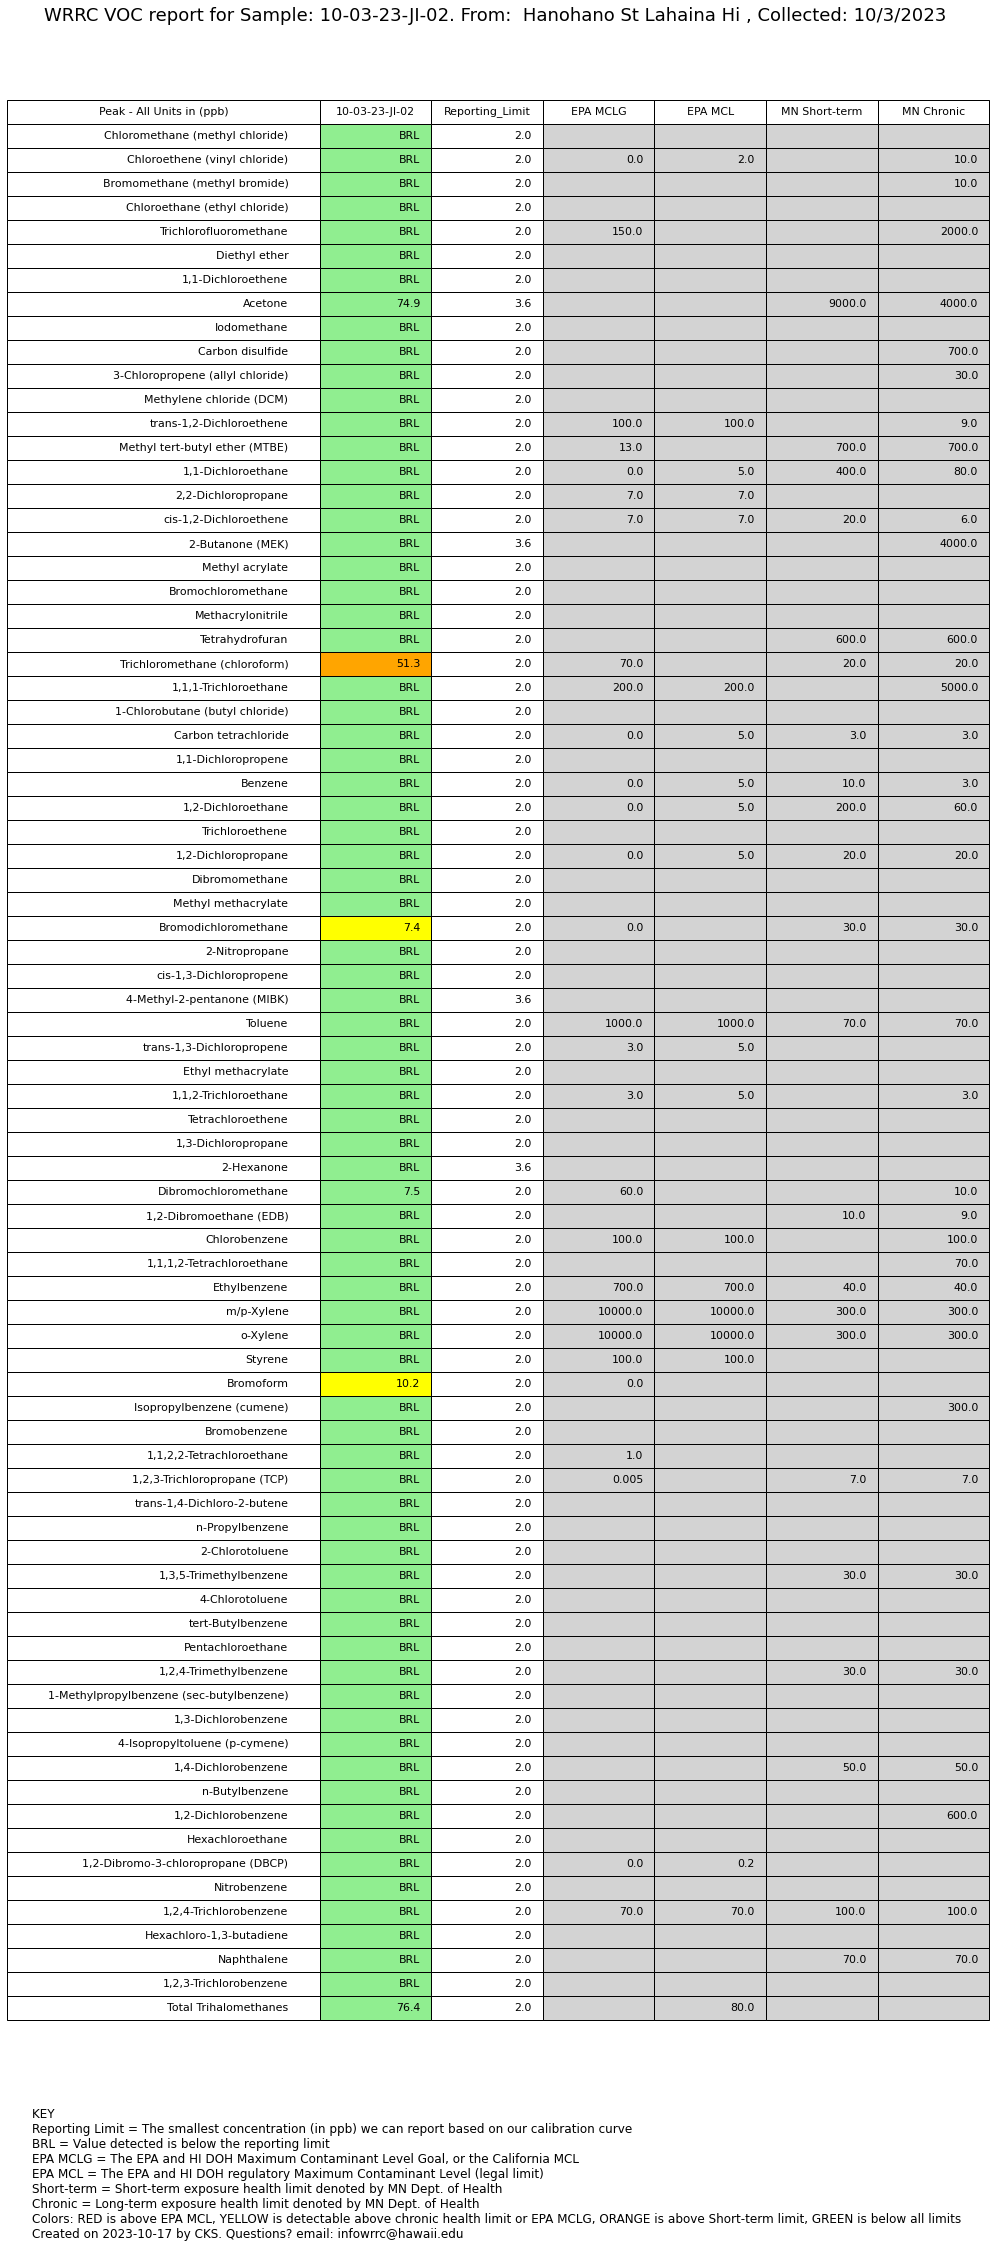 WRRC VOC report for Sample: 10-03-23-JI-02. From:  Hanohano St Lahaina Hi , Collected: 10/3/2023
Peak - All Units in (ppb) 10-03-23-JI-02 Reporting_Limit EPA MCLG EPA MCL MN Short-term MN Chronic
Chloromethane (methyl chloride) BRL 2.0
Chloroethene (vinyl chloride) BRL 2.0 0.0 2.0 10.0
Bromomethane (methyl bromide) BRL 2.0 10.0
Chloroethane (ethyl chloride) BRL 2.0
Trichlorofluoromethane BRL 2.0 150.0 2000.0
Diethyl ether BRL 2.0
1,1-Dichloroethene BRL 2.0
Acetone 74.9 3.6 9000.0 4000.0
Iodomethane BRL 2.0
Carbon disulfide BRL 2.0 700.0
3-Chloropropene (allyl chloride) BRL 2.0 30.0
Methylene chloride (DCM) BRL 2.0
trans-1,2-Dichloroethene BRL 2.0 100.0 100.0 9.0
Methyl tert-butyl ether (MTBE) BRL 2.0 13.0 700.0 700.0
1,1-Dichloroethane BRL 2.0 0.0 5.0 400.0 80.0
2,2-Dichloropropane BRL 2.0 7.0 7.0
cis-1,2-Dichloroethene BRL 2.0 7.0 7.0 20.0 6.0
2-Butanone (MEK) BRL 3.6 4000.0
Methyl acrylate BRL 2.0
Bromochloromethane BRL 2.0
Methacrylonitrile BRL 2.0
Tetrahydrofuran BRL 2.0 600.0 600.0
Trichloromethane (chloroform) 51.3 2.0 70.0 20.0 20.0
1,1,1-Trichloroethane BRL 2.0 200.0 200.0 5000.0
1-Chlorobutane (butyl chloride) BRL 2.0
Carbon tetrachloride BRL 2.0 0.0 5.0 3.0 3.0
1,1-Dichloropropene BRL 2.0
Benzene BRL 2.0 0.0 5.0 10.0 3.0
1,2-Dichloroethane BRL 2.0 0.0 5.0 200.0 60.0
Trichloroethene BRL 2.0
1,2-Dichloropropane BRL 2.0 0.0 5.0 20.0 20.0
Dibromomethane BRL 2.0
Methyl methacrylate BRL 2.0
Bromodichloromethane 7.4 2.0 0.0 30.0 30.0
2-Nitropropane BRL 2.0
cis-1,3-Dichloropropene BRL 2.0
4-Methyl-2-pentanone (MIBK) BRL 3.6
Toluene BRL 2.0 1000.0 1000.0 70.0 70.0
trans-1,3-Dichloropropene BRL 2.0 3.0 5.0
Ethyl methacrylate BRL 2.0
1,1,2-Trichloroethane BRL 2.0 3.0 5.0 3.0
Tetrachloroethene BRL 2.0
1,3-Dichloropropane BRL 2.0
2-Hexanone BRL 3.6
Dibromochloromethane 7.5 2.0 60.0 10.0
1,2-Dibromoethane (EDB) BRL 2.0 10.0 9.0
Chlorobenzene BRL 2.0 100.0 100.0 100.0
1,1,1,2-Tetrachloroethane BRL 2.0 70.0
Ethylbenzene BRL 2.0 700.0 700.0 40.0 40.0
m/p-Xylene BRL 2.0 10000.0 10000.0 300.0 300.0
o-Xylene BRL 2.0 10000.0 10000.0 300.0 300.0
Styrene BRL 2.0 100.0 100.0
Bromoform 10.2 2.0 0.0
Isopropylbenzene (cumene) BRL 2.0 300.0
Bromobenzene BRL 2.0
1,1,2,2-Tetrachloroethane BRL 2.0 1.0
1,2,3-Trichloropropane (TCP) BRL 2.0 0.005 7.0 7.0
trans-1,4-Dichloro-2-butene BRL 2.0
n-Propylbenzene BRL 2.0
2-Chlorotoluene BRL 2.0
1,3,5-Trimethylbenzene BRL 2.0 30.0 30.0
4-Chlorotoluene BRL 2.0
tert-Butylbenzene BRL 2.0
Pentachloroethane BRL 2.0
1,2,4-Trimethylbenzene BRL 2.0 30.0 30.0
1-Methylpropylbenzene (sec-butylbenzene) BRL 2.0
1,3-Dichlorobenzene BRL 2.0
4-Isopropyltoluene (p-cymene) BRL 2.0
1,4-Dichlorobenzene BRL 2.0 50.0 50.0
n-Butylbenzene BRL 2.0
1,2-Dichlorobenzene BRL 2.0 600.0
Hexachloroethane BRL 2.0
1,2-Dibromo-3-chloropropane (DBCP) BRL 2.0 0.0 0.2
Nitrobenzene BRL 2.0
1,2,4-Trichlorobenzene BRL 2.0 70.0 70.0 100.0 100.0
Hexachloro-1,3-butadiene BRL 2.0
Naphthalene BRL 2.0 70.0 70.0
1,2,3-Trichlorobenzene BRL 2.0
Total Trihalomethanes 76.4 2.0 80.0
KEY
Reporting Limit = The smallest concentration (in ppb) we can report based on our calibration curve
BRL = Value detected is below the reporting limit
EPA MCLG = The EPA and HI DOH Maximum Contaminant Level Goal, or the California MCL
EPA MCL = The EPA and HI DOH regulatory Maximum Contaminant Level (legal limit)
Short-term = Short-term exposure health limit denoted by MN Dept. of Health
Chronic = Long-term exposure health limit denoted by MN Dept. of Health
Colors: RED is above EPA MCL, YELLOW is detectable above chronic health limit or EPA MCLG, ORANGE is above Short-term limit, GREEN is below all limits
Created on 2023-10-17 by CKS. Questions? email: infowrrc@hawaii.edu